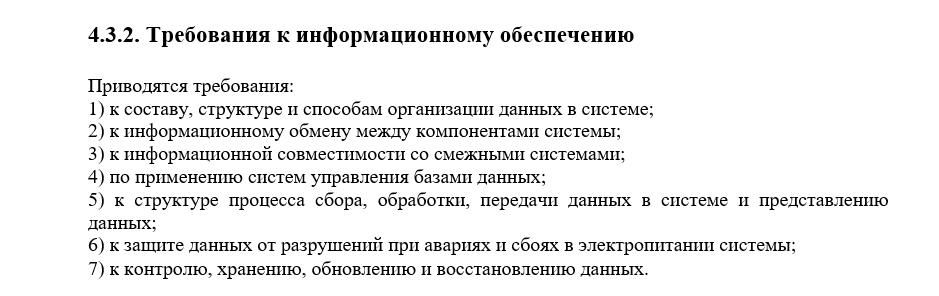 4.3.2. Требования к информационному обеспечению
Приводятся требования:
1) к составу, структуре и способам организации данных в системе;
2) к информационному обмену между компонентами системы;
3) к информационной совместимости со смежными системами;
4) по применению систем управления базами данных;
5) к структуре процесса сбора, обработки, передачи данных в системе и представлению
данных;
6) к защите данных от разрушений при авариях и сбоях в электропитании системы;
7) к контролю, хранению, обновлению и восстановлению данных.